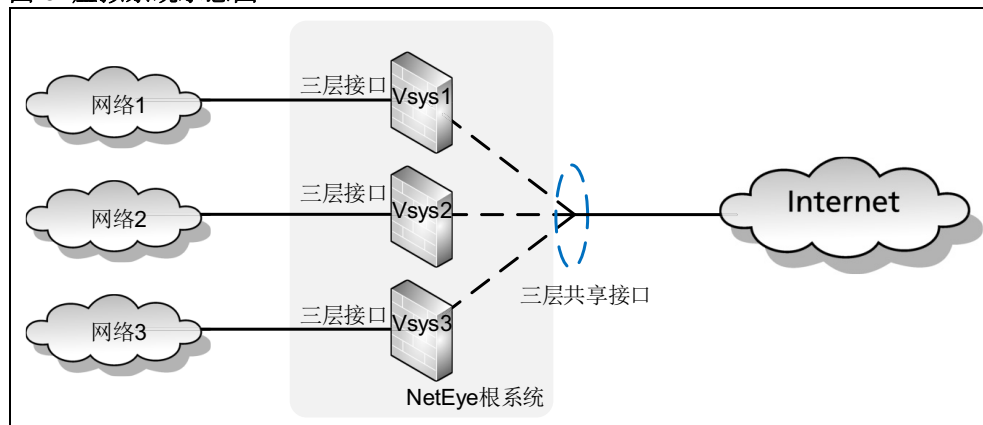 三层接口
Vsys1
网络1
三层接口
Vsys2
网络2
Internet
三层共享接口
三层接口
Vsys3
网络3
NetEye根系统